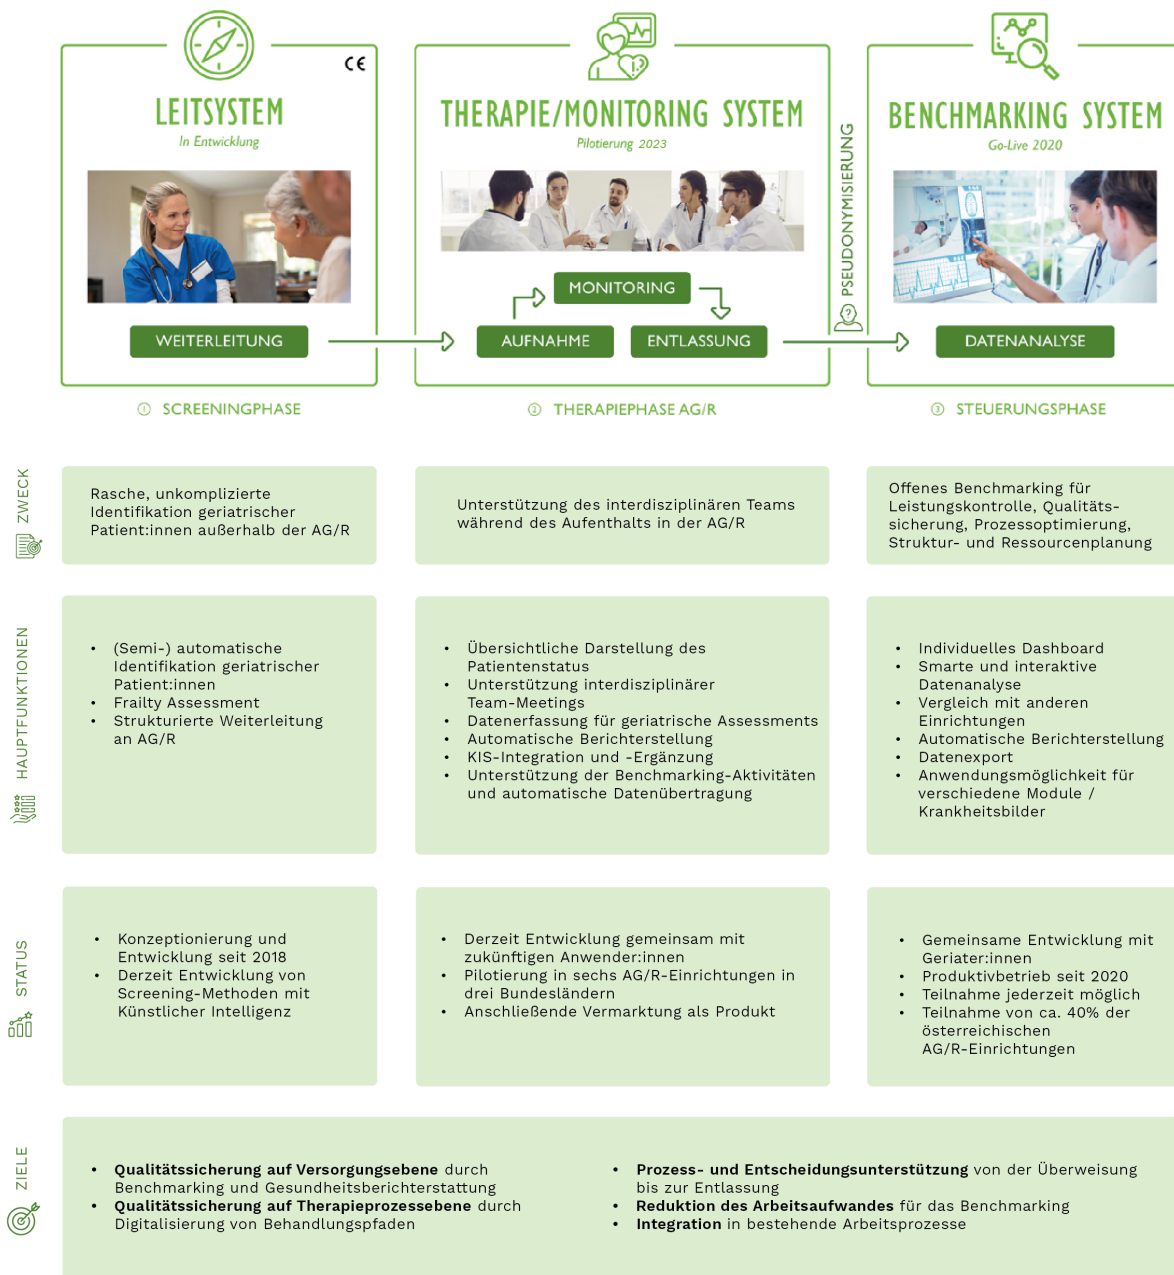 CE
LEITSYSTEM
In Entwicklung
WEITERLEITUNG
1 SCREENINGPHASE
THERAPIE/MONITORING SYSTEM
Pilotierung 2023
MONITORING
AUFNAHME
ENTLASSUNG
2 THERAPIEPHASE AG/R
PSEUDONYMISIERUNG
?
BENCHMARKING SYSTEM
Go-Live 2020
DATENANALYSE
3 STEUERUNGSPHASE
ZWECK
Rasche, unkomplizierte
Identifikation geriatrischer
Patient:innen außerhalb der AG/R
Unterstützung des interdisziplinären Teams
während des Aufenthalts in der AG/R
Offenes Benchmarking für
Leistungskontrolle, Qualitäts-
sicherung, Prozessoptimierung,
Struktur- und Ressourcenplanung
HAUPTFUNKTIONEN
• (Semi-) automatische
Identifikation geriatrischer
Patient:innen
• Frailty Assessment
• Strukturierte Weiterleitung
an AG/R
• Übersichtliche Darstellung des
Patientenstatus
• Unterstützung interdisziplinärer
Team-Meetings
• Datenerfassung für geriatrische Assessments
• Automatische Berichterstellung
• KIS-Integration und -Ergänzung
• Unterstützung der Benchmarking-Aktivitäten
und automatische Datenübertragung
• Individuelles Dashboard
• Smarte und interaktive
Datenanalyse
• Vergleich mit anderen
Einrichtungen
• Automatische Berichterstellung
• Datenexport
• Anwendungsmöglichkeit für
verschiedene Module /
Krankheitsbilder
STATUS
• Konzeptionierung und
Entwicklung seit 2018
• Derzeit Entwicklung von
Screening-Methoden mit
Künstlicher Intelligenz
• Derzeit Entwicklung gemeinsam mit
zukünftigen Anwender:innen
• Pilotierung in sechs AG/R-Einrichtungen in
drei Bundesländern
• Anschließende Vermarktung als Produkt
• Gemeinsame Entwicklung mit
Geriater:innen
• Produktivbetrieb seit 2020
• Teilnahme jederzeit möglich
• Teilnahme von ca. 40% der
österreichischen
AG/R-Einrichtungen
ZIELE
• Qualitätssicherung auf Versorgungsebene durch
Benchmarking und Gesundheitsberichterstattung
• Qualitätssicherung auf Therapieprozessebene durch
Digitalisierung von Behandlungspfaden
• Prozess- und Entscheidungsunterstützung von der Überweisung
bis zur Entlassung
• Reduktion des Arbeitsaufwandes für das Benchmarking
• Integration in bestehende Arbeitsprozesse